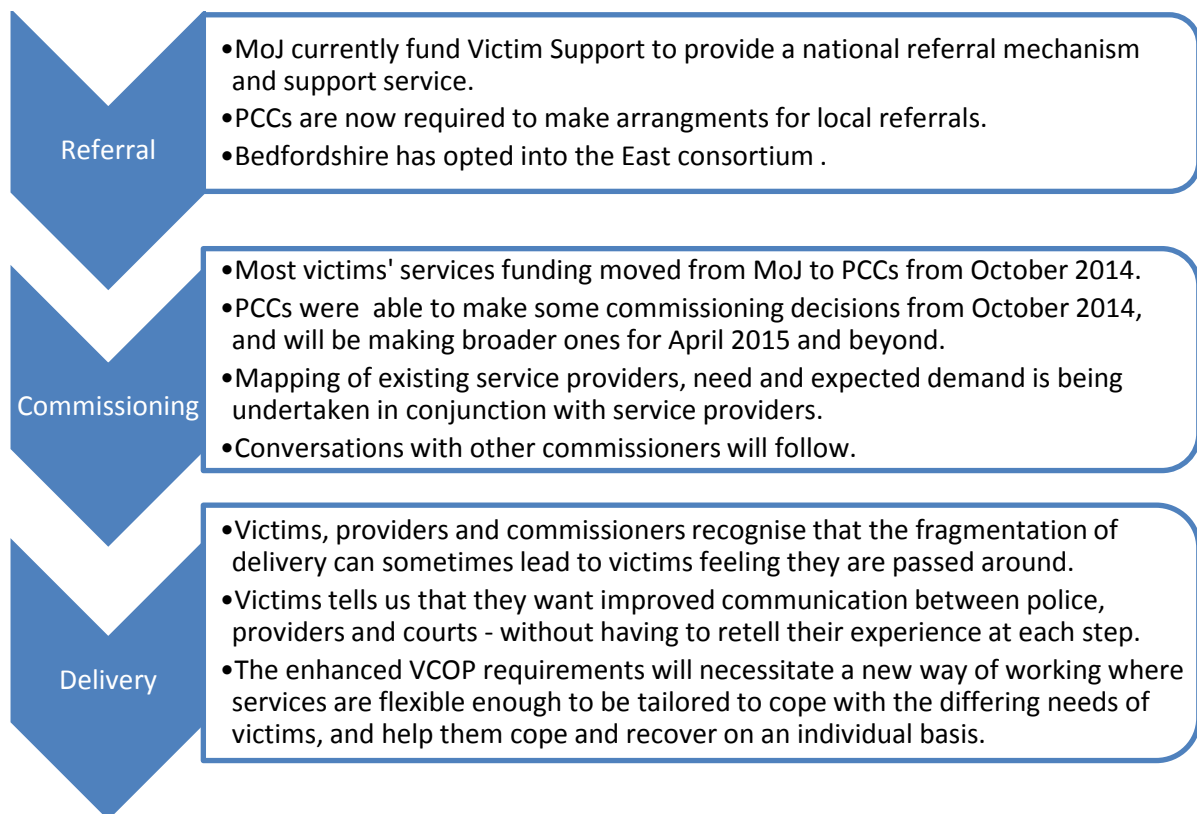 Referral
•MoJ currently fund Victim Support to provide a national referral mechanism
and support service.
•PCCs are now required to make arrangments for local referrals.
•Bedfordshire has opted into the East consortium .
Commissioning
•Most victims' services funding moved from MoJ to PCCs from October 2014.
•PCCs were  able to make some commissioning decisions from October 2014,
and will be making broader ones for April 2015 and beyond.
•Mapping of existing service providers, need and expected demand is being
undertaken in conjunction with service providers.
•Conversations with other commissioners will follow.
Delivery
•Victims, providers and commissioners recognise that the fragmentation of
delivery can sometimes lead to victims feeling they are passed around.
•Victims tells us that they want improved communication between police,
providers and courts - without having to retell their experience at each step.
•The enhanced VCOP requirements will necessitate a new way of working where
services are flexible enough to be tailored to cope with the differing needs of
victims, and help them cope and recover on an individual basis.